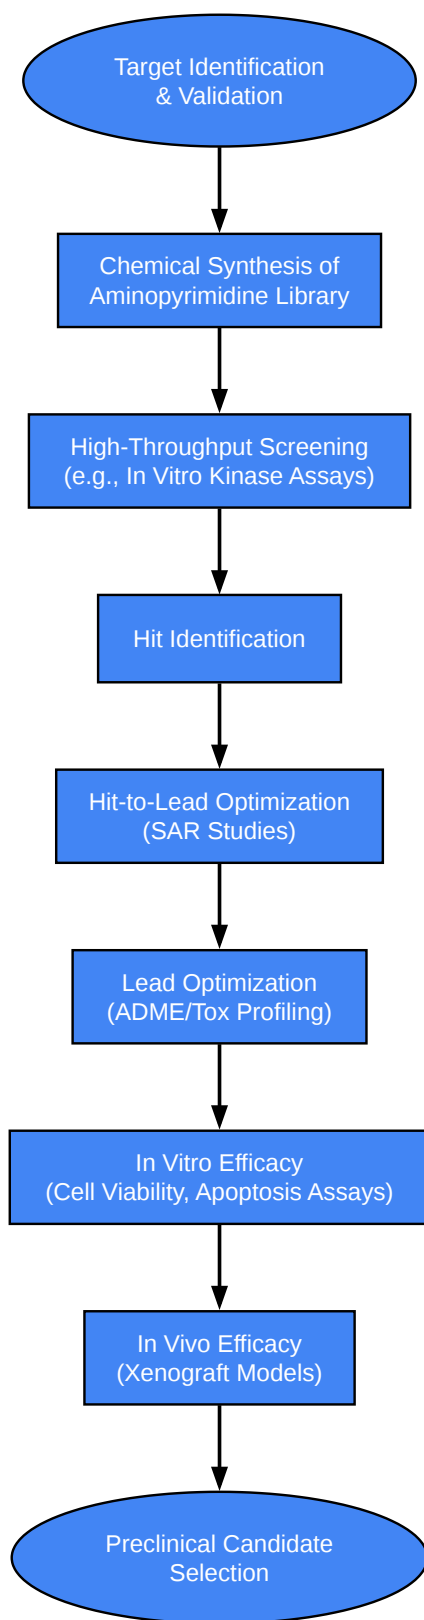 Target Identification
& Validation
Chemical Synthesis of
Aminopyrimidine Library
High-Throughput Screening
(e.g., In Vitro Kinase Assays)
Hit Identification
Hit-to-Lead Optimization
(SAR Studies)
Lead Optimization
(ADME/Tox Profiling)
In Vitro Efficacy
(Cell Viability, Apoptosis Assays)
In Vivo Efficacy
(Xenograft Models)
Preclinical Candidate
Selection